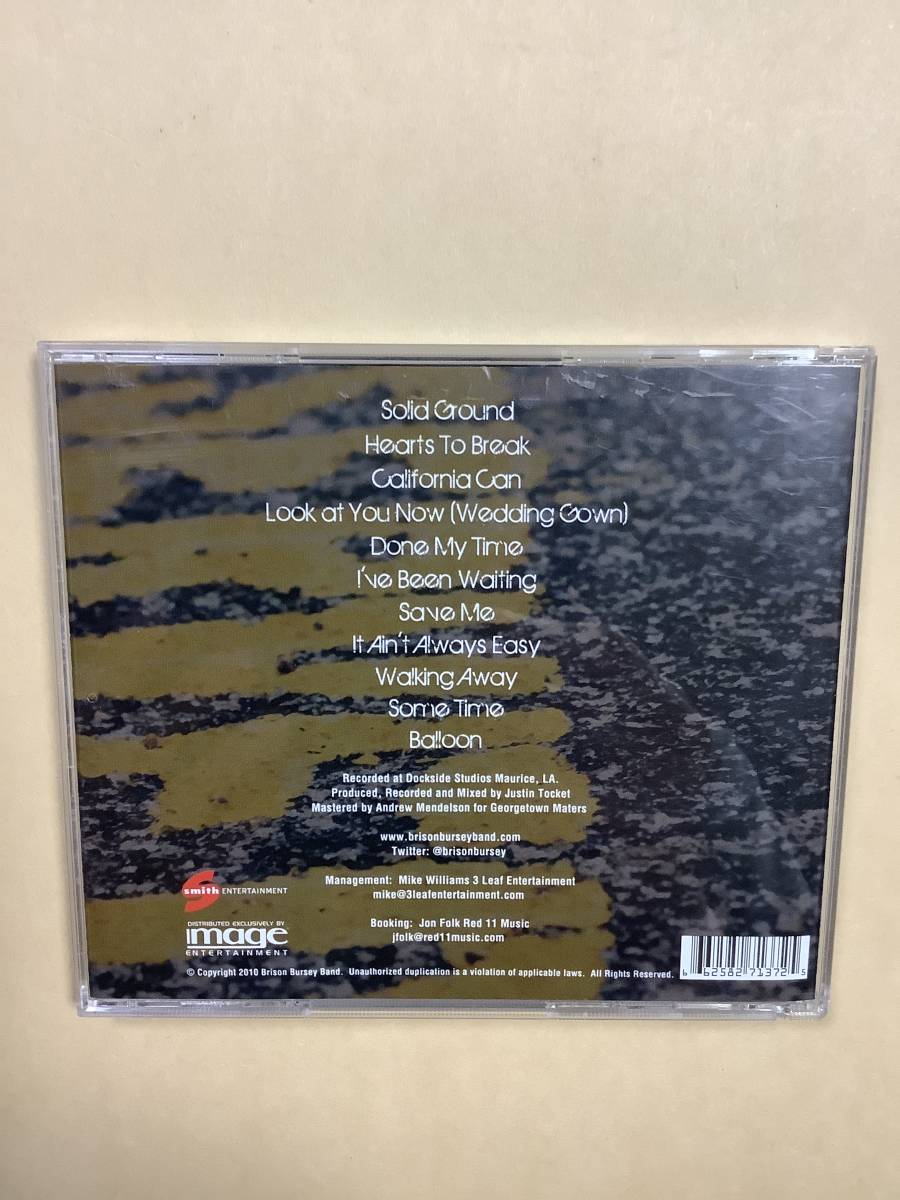 Solid Ground
Hearts To Break
California Can
Look at You Now (Wedding Gown)
Done My Time
I've Been Waiting
Save Me
It Ain't Always Easy
Walking Away
Some Time
Balloon
Recorded at Dockside Studios Maurice, LA.
Produced, Recorded and Mixed by Justin Tocket
Mastered by Andrew Mendelson for Georgetown Maters
www.brisonburseyband.com
Twitter: @brisonbursey
Management: Mike Williams 3 Leaf Entertainment
mike@3leafentertainment.com
Booking: Jon Folk Red 11 Music
jfolk@red11music.com
smith ENTERTAINMENT
DISTRIBUTED EXCLUSIVELY BY
image
ENTERTAINMENT
© Copyright 2010 Brison Bursey Band. Unauthorized duplication is a violation of applicable laws. All Rights Reserved.
6 62582 71372 5